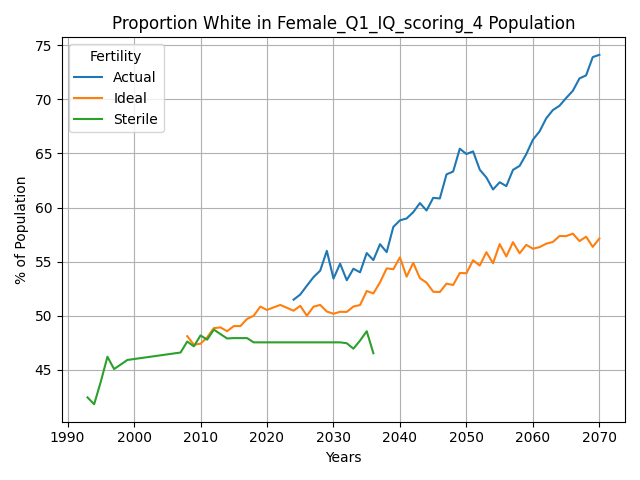 Proportion White in Female_Q1_IQ_scoring_4 Population
75
70
65
60
55
50
45
% of Population
Fertility
Actual
Ideal
Sterile
1990 2000 2010 2020 2030 2040 2050 2060 2070
Years